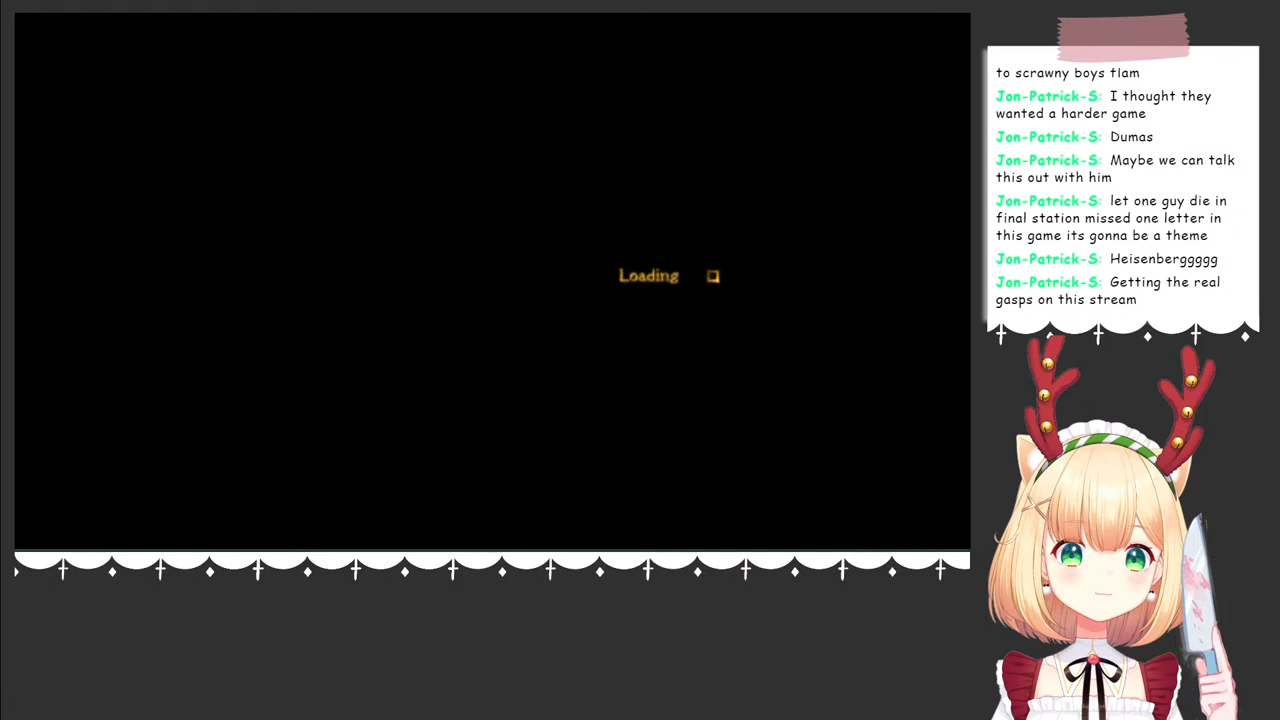 Loading
to scrawny boys flam
Jon-Patrick-S: I thought they
wanted a harder game
Jon-Patrick-S: Dumas
Jon-Patrick-S: Maybe we can talk
this out with him
Jon-Patrick-S: let one guy die in
final station missed one letter in
this game its gonna be a theme
Jon-Patrick-S: Heisenberggggg
Jon-Patrick-S: Getting the real
gasps on this stream